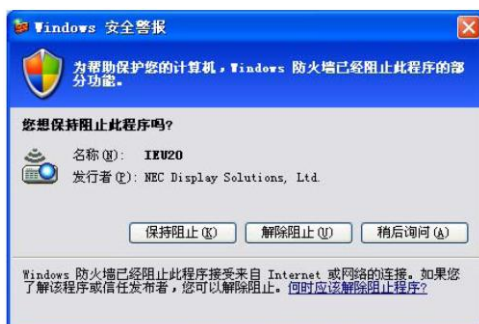 Windows 安全警报
为帮助保护您的计算机，Windows 防火墙已经阻止此程序的部
分功能。
您想保持阻止此程序吗?
名称(N): IKU20
发行者(P): NEC Display Solutions, Ltd.
保持阻止(K) 解除阻止(U) 稍后询问(A)
Windows 防火墙已经阻止此程序接受来自 Internet 或网络的连接。如果您
了解该程序或信任发布者，您可以解除阻止。何时应该解除阻止程序?